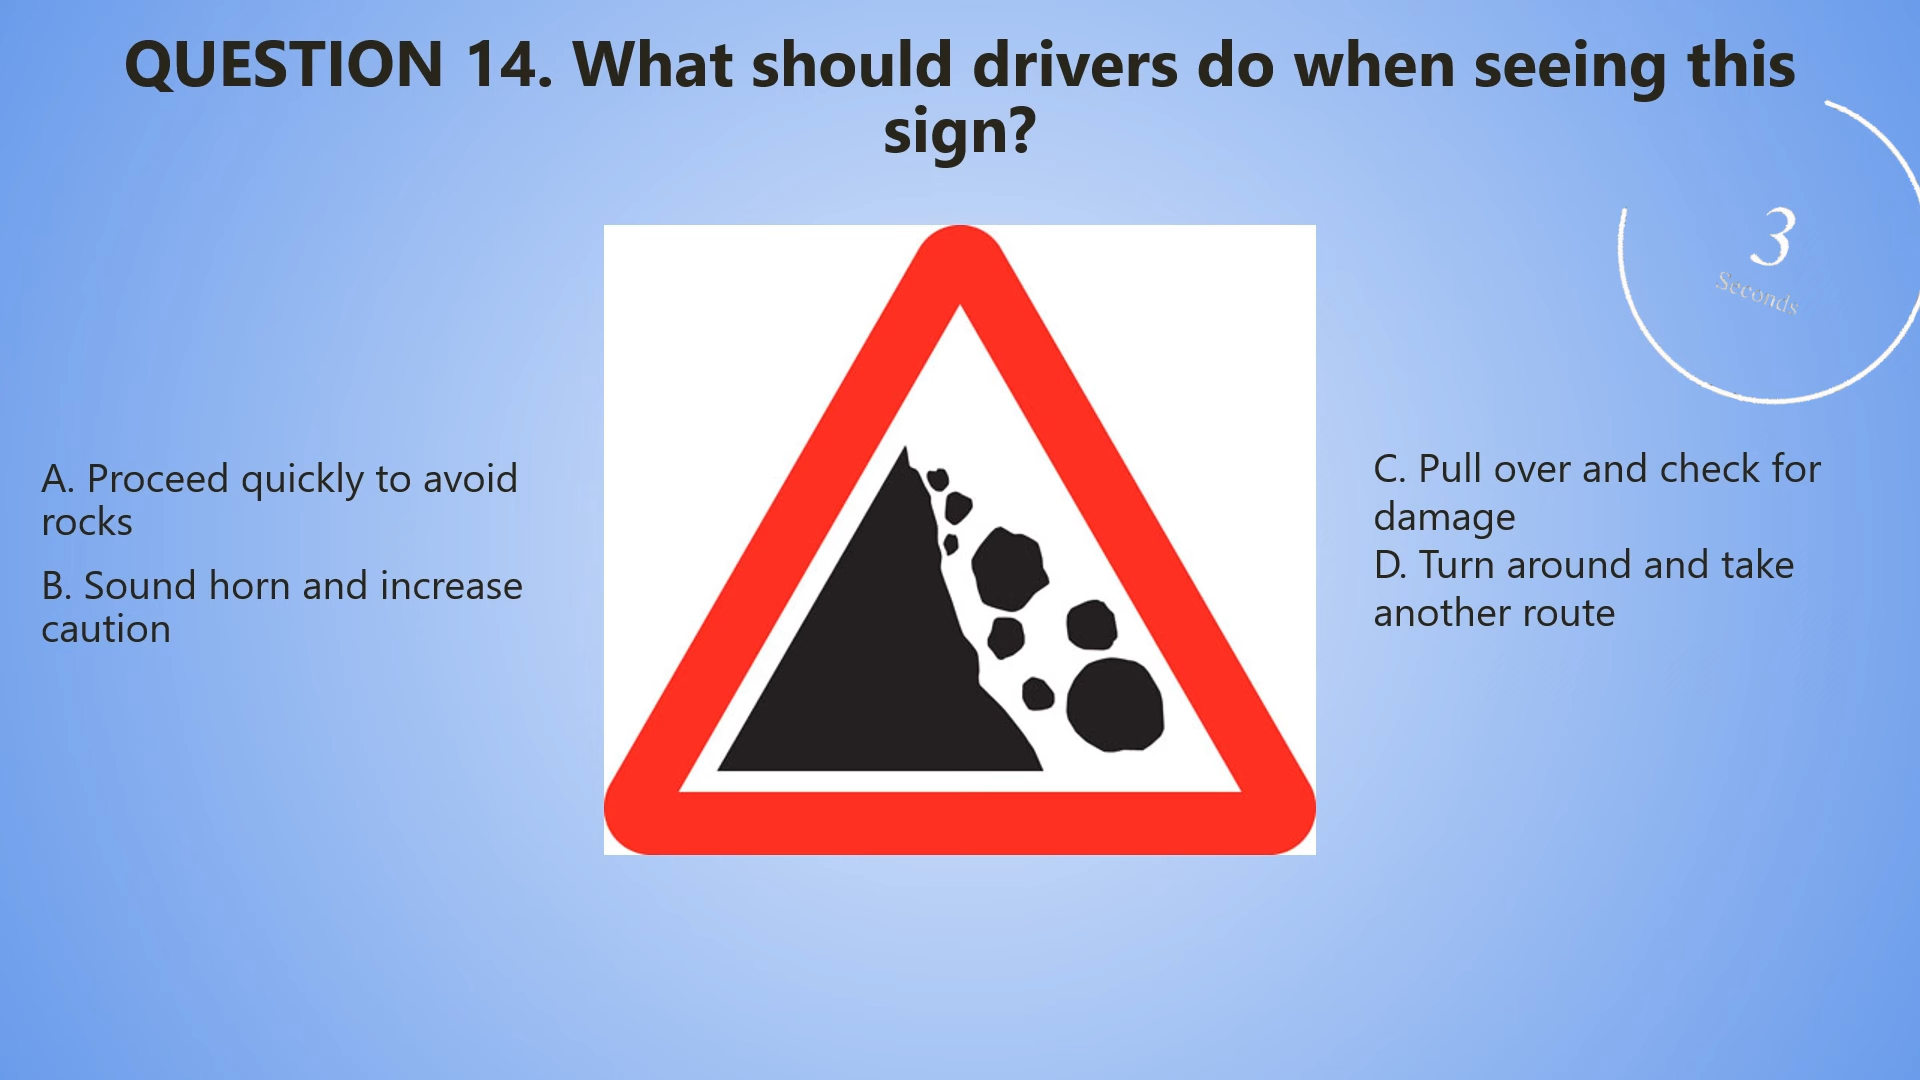 QUESTION 14. What should drivers do when seeing this
sign?
3
Seconds
A. Proceed quickly to avoid
rocks
B. Sound horn and increase
caution
C. Pull over and check for
damage
D. Turn around and take
another route